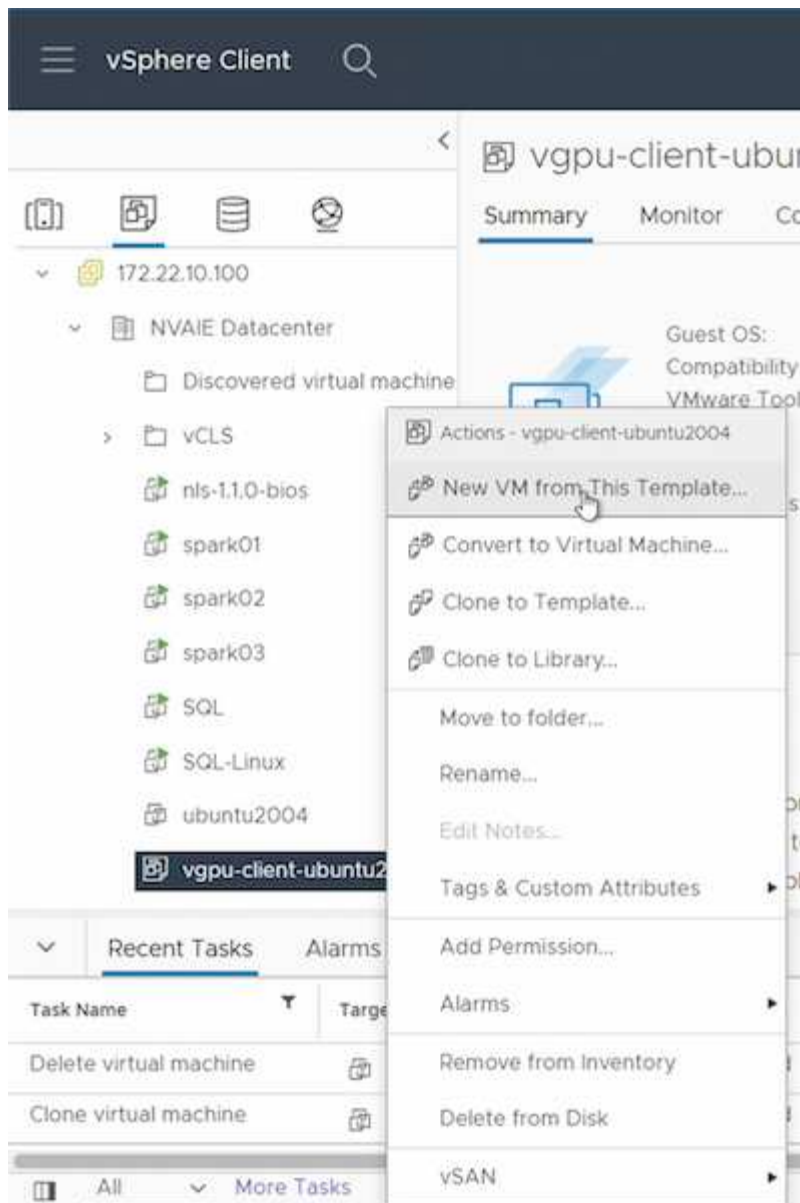 vSphere Client
vgpu-client-ubu
Summary Monitor Co
172.22.10.100
NVAIE Datacenter
Guest OS:
Compatibility
VMware Tool
Discovered virtual machine
vCLS
nls-1.1.0-bios
spark01
spark02
spark03
SQL
SQL-Linux
ubuntu2004
vgpu-client-ubuntu2
Actions - vgpu-client-ubuntu2004
New VM from This Template...
Convert to Virtual Machine...
Clone to Template...
Clone to Library...
Move to folder...
Rename...
Edit Notes...
Tags & Custom Attributes
Add Permission...
Alarms
Remove from Inventory
Delete from Disk
vSAN
Recent Tasks Alarms
Task Name Targe
Delete virtual machine
Clone virtual machine
All More Tasks